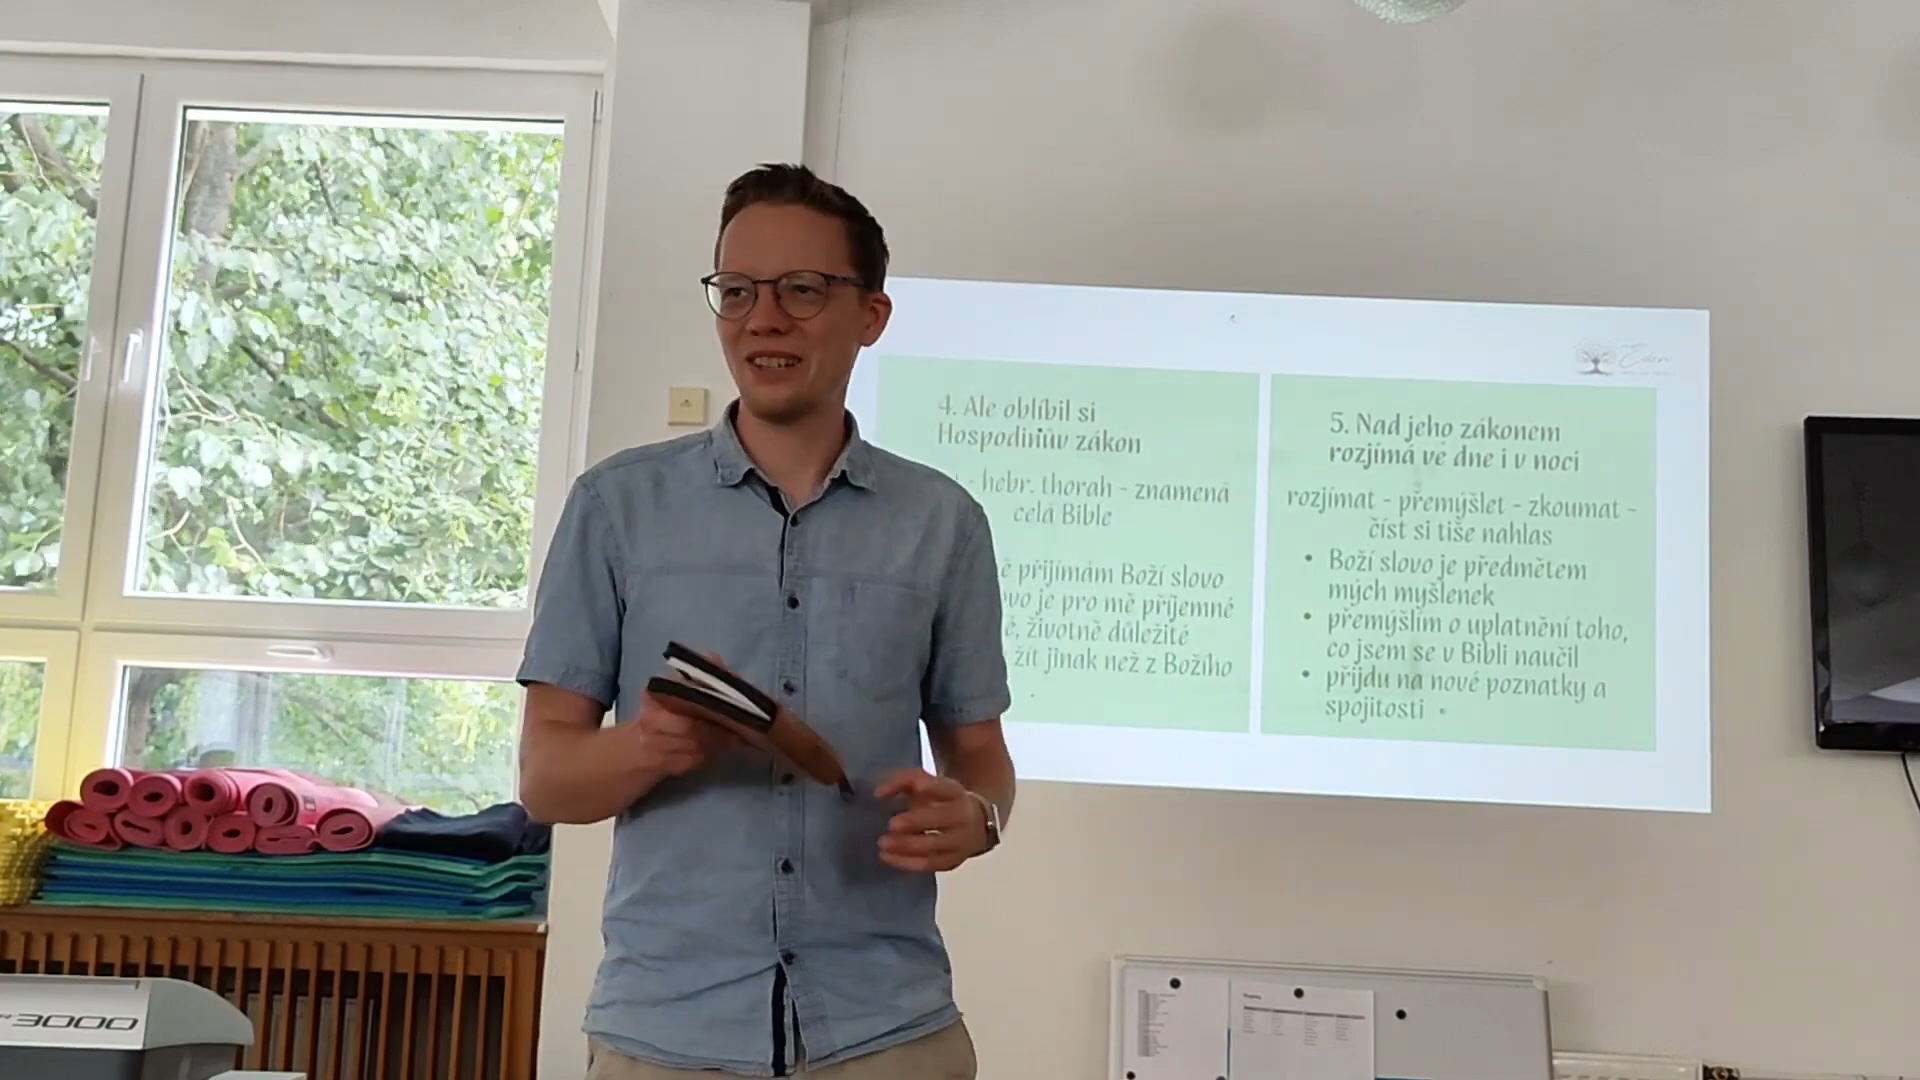 4. Ale oblíbil si
Hospodinův zákon
- hebr. thorah - znamená
celá Bible
přijímám Boží slovo
je pro mě příjemné
životně důležité
žít jinak než z Božího
5. Nad jeho zákonem
rozjímá ve dne i v noci
rozjímat - přemýšlet - zkoumat -
číst si tiše nahlas
• Boží slovo je předmětem
mých myšlenek
• přemýšlím o uplatnění toho,
co jsem se v Bibli naučil
• přijdu na nové poznatky a
spojitosti
Eden
3000